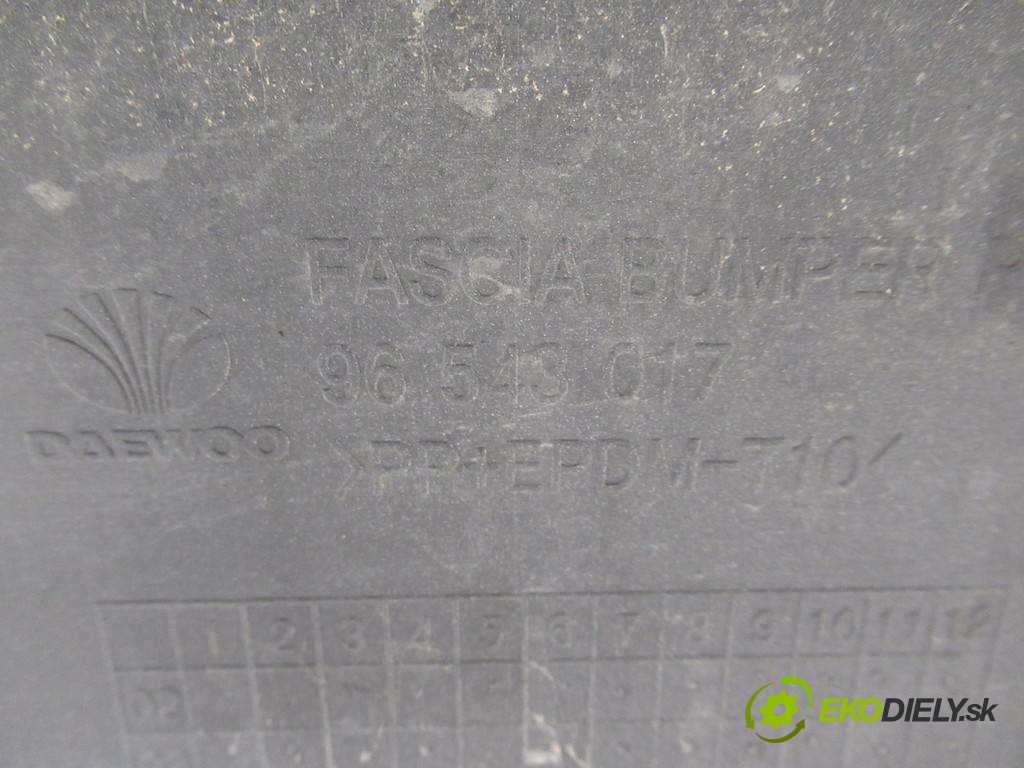 FASCIA BUMPER
96 543 017
DAEWOO
>PP+EPDM-T10<
1 2 3 4 5 6 7 8 9 10 11 12
02
EKODIELY.sk